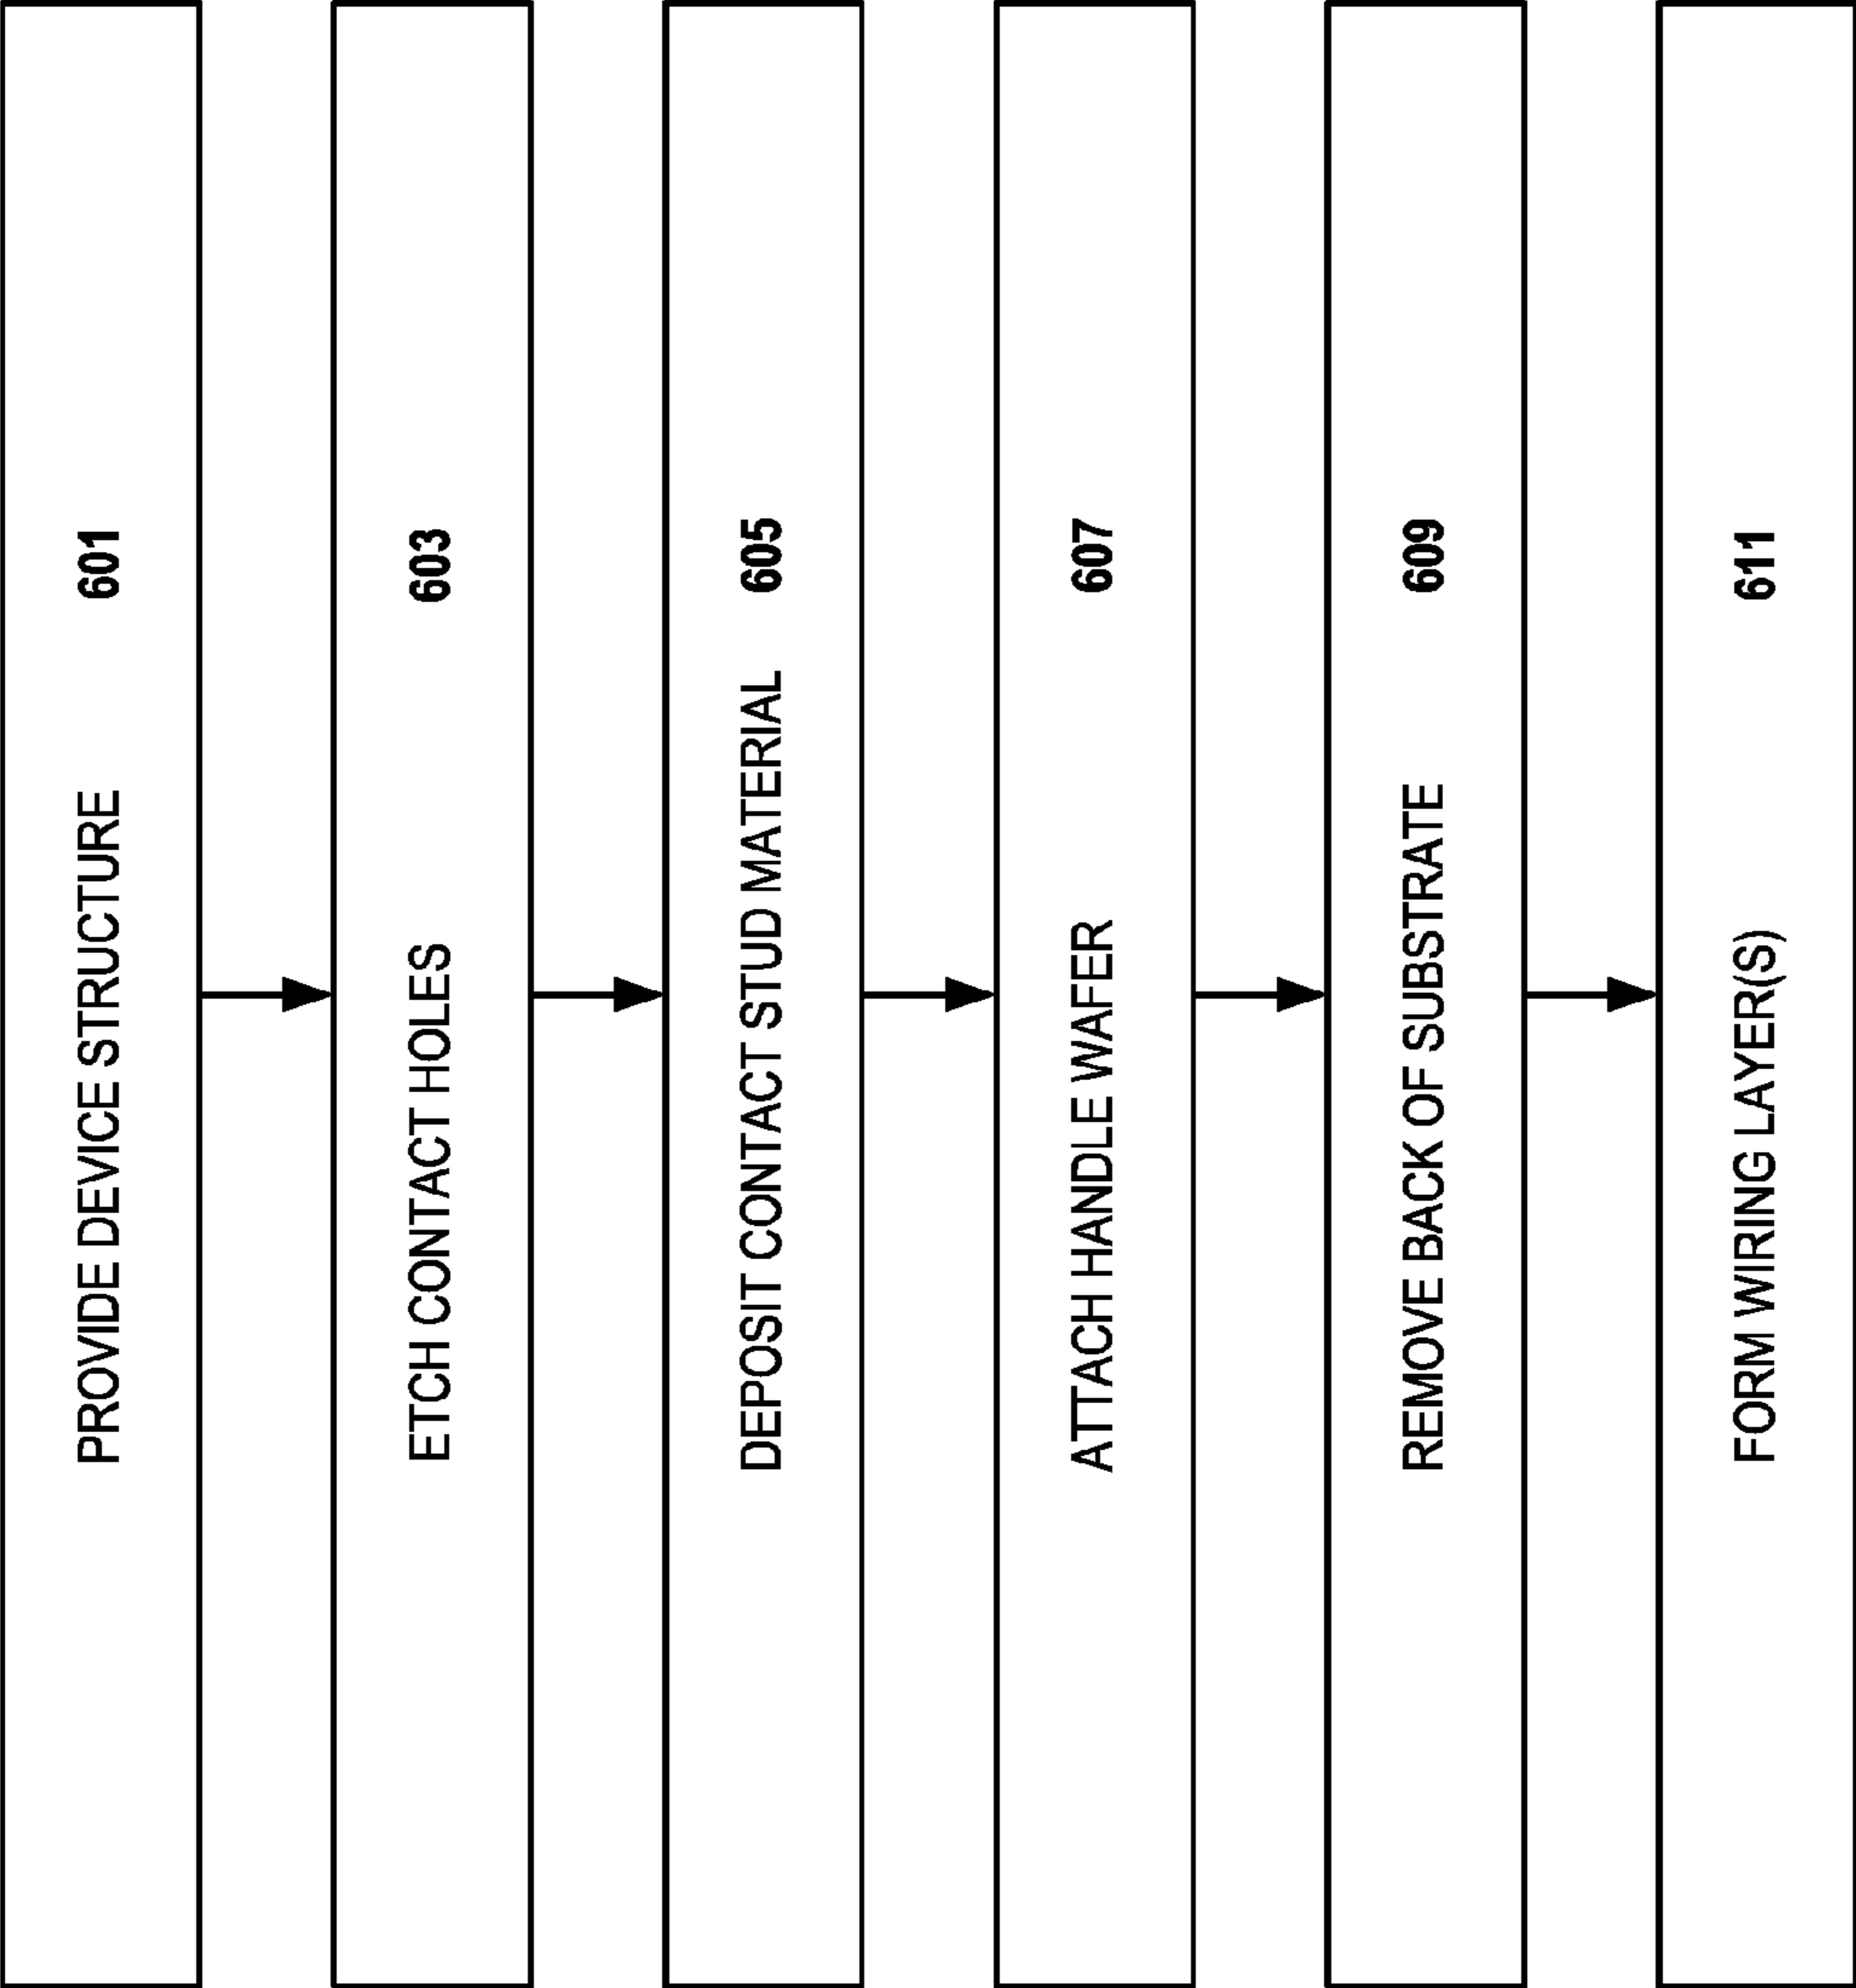 PROVIDE DEVICE STRUCTURE 601
ETCH CONTACT HOLES 603
DEPOSIT CONTACT STUD MATERIAL 605
ATTACH HANDLE WAFER 607
REMOVE BACK OF SUBSTRATE 609
FORM WIRING LAYER(S) 611